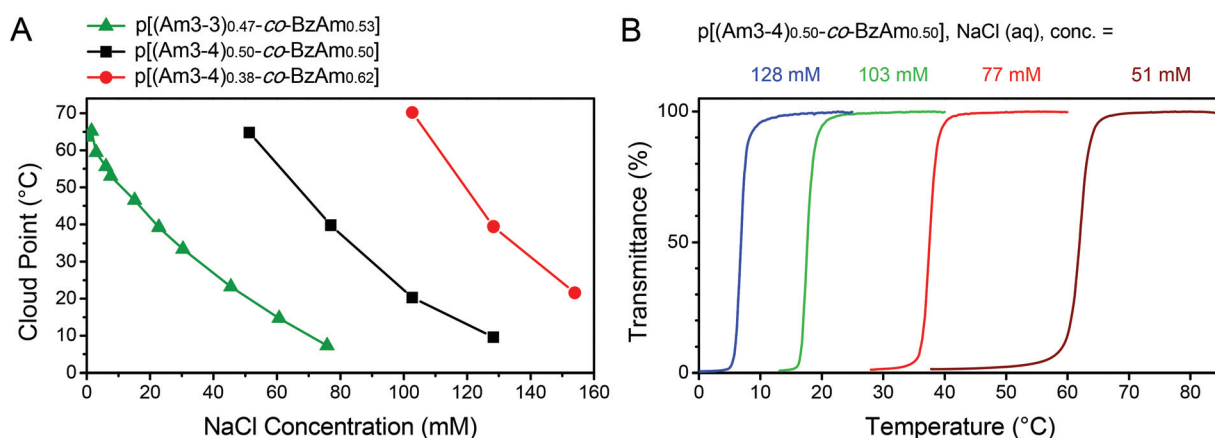 A
p[(Am3-3)0.47-co-BzAm0.53]
p[(Am3-4)0.50-co-BzAm0.50]
p[(Am3-4)0.38-co-BzAm0.62]
Cloud Point (°C)
70
60
50
40
30
20
10
0
0 20 40 60 80 100 120 140 160
NaCl Concentration (mM)
B
p[(Am3-4)0.50-co-BzAm0.50], NaCl (aq), conc. =
128 mM 103 mM 77 mM 51 mM
Transmittance (%)
100
50
0
0 10 20 30 40 50 60 70 80
Temperature (°C)